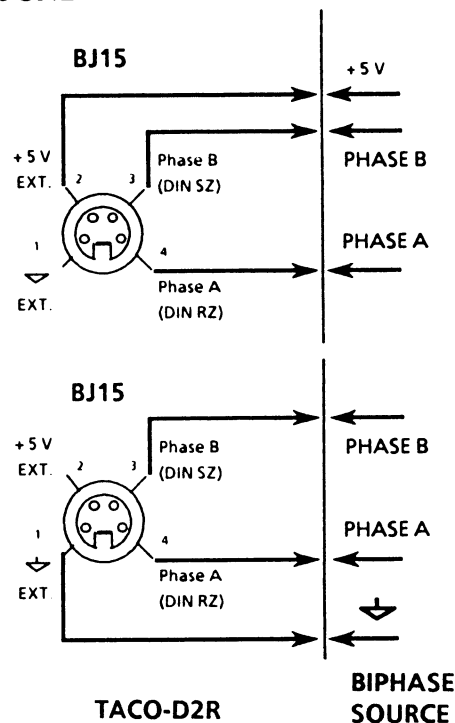 BJ15
+ 5 V
+ 5 V
EXT.
2
3
Phase B
(DIN SZ)
PHASE B
1
EXT.
4
Phase A
(DIN RZ)
PHASE A
BJ15
+ 5 V
EXT.
2
3
Phase B
(DIN SZ)
PHASE B
1
EXT.
4
Phase A
(DIN RZ)
PHASE A
TACO-D2R
BIPHASE
SOURCE